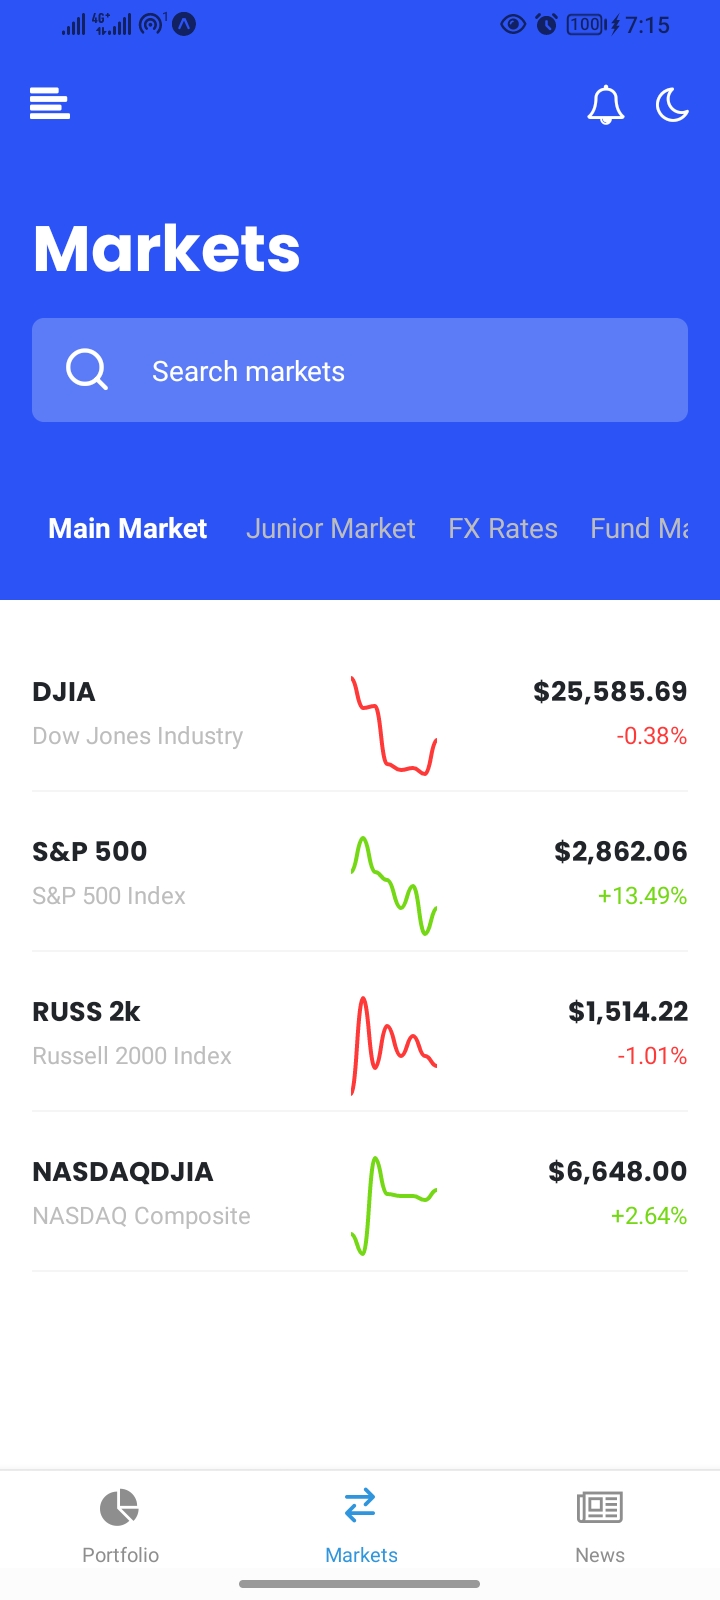 4G+ 1 100 7:15
Markets
Search markets
Main Market Junior Market FX Rates Fund Ma
DJIA $25,585.69
Dow Jones Industry -0.38%
S&P 500 $2,862.06
S&P 500 Index +13.49%
RUSS 2k $1,514.22
Russell 2000 Index -1.01%
NASDAQDJIA $6,648.00
NASDAQ Composite +2.64%
Portfolio Markets News